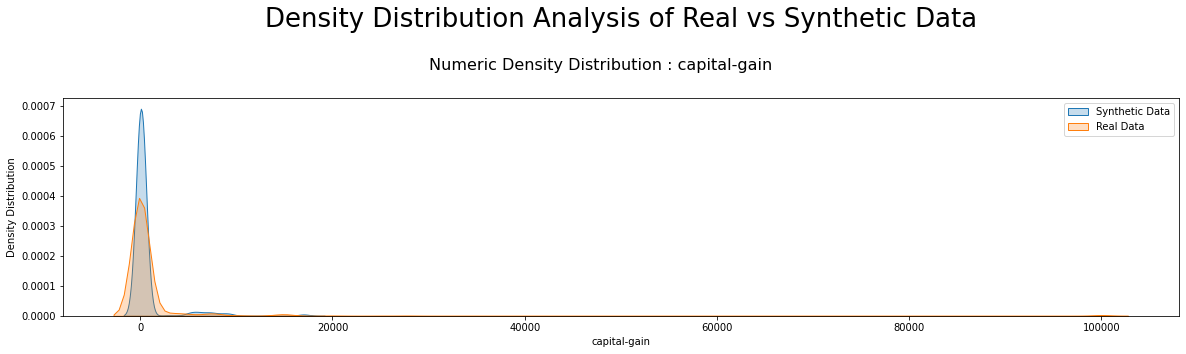 Density Distribution Analysis of Real vs Synthetic Data
Numeric Density Distribution : capital-gain
Synthetic Data
Real Data
Density Distribution
0.0007
0.0006
0.0005
0.0004
0.0003
0.0002
0.0001
0.0000
0
20000
40000
60000
80000
100000
capital-gain